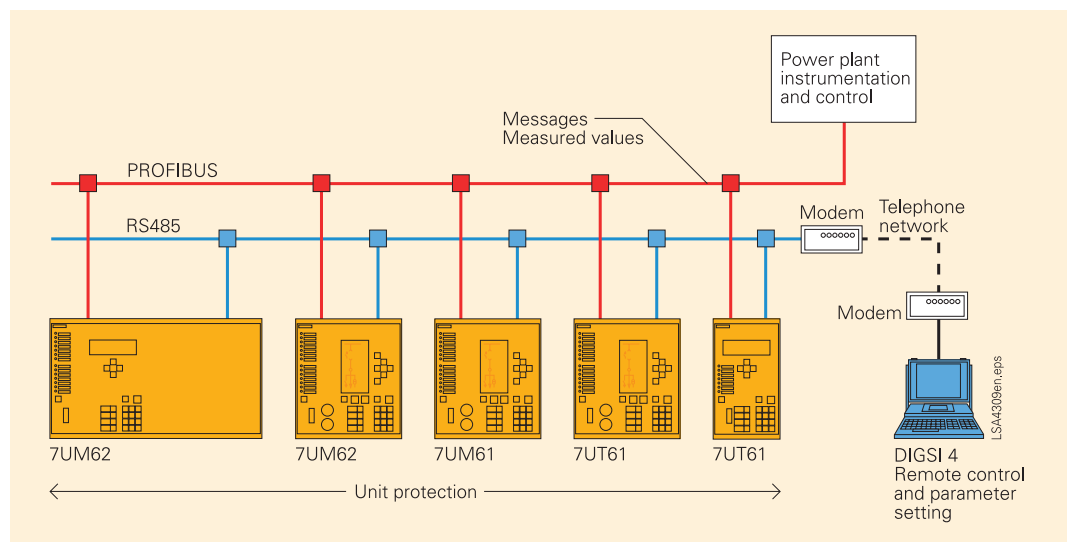 Power plant
instrumentation
and control
Messages
Measured values
PROFIBUS
RS485
Modem
Telephone
network
Modem
7UM62
7UM62
7UM61
7UT61
7UT61
Unit protection
DIGSI 4
Remote control
and parameter
setting
LSA4309en.eps